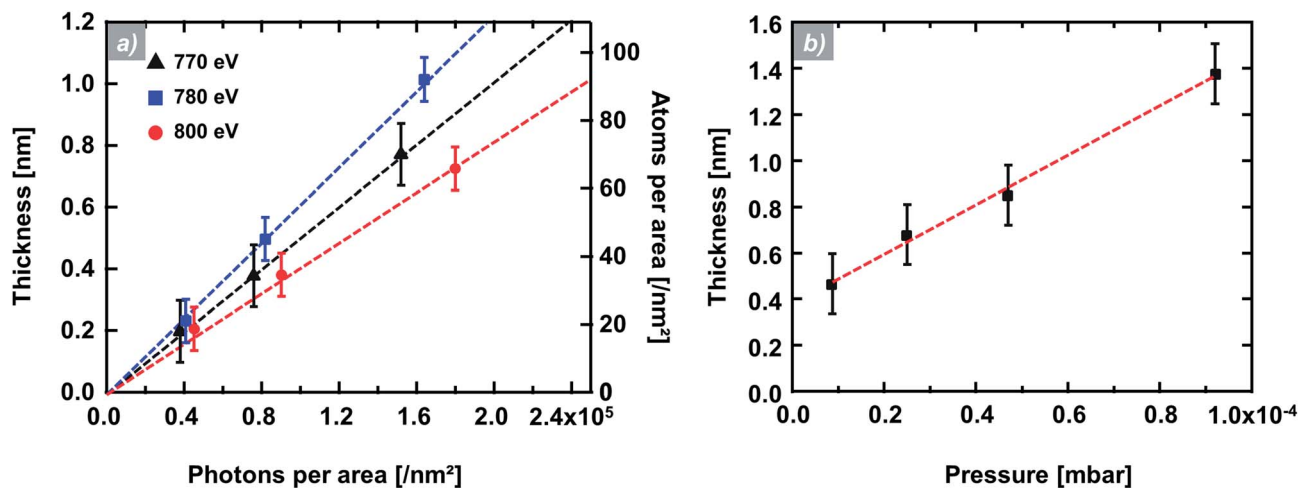 a)
770 eV
780 eV
800 eV
Thickness [nm]
1.2
1.0
0.8
0.6
0.4
0.2
0.0
100
80
60
40
20
0
Atoms per area [/nm²]
0.0 0.4 0.8 1.2 1.6 2.0 2.4x10⁵
Photons per area [/nm²]
b)
Thickness [nm]
1.6
1.4
1.2
1.0
0.8
0.6
0.4
0.2
0.0
0.0 0.2 0.4 0.6 0.8 1.0x10⁻⁴
Pressure [mbar]